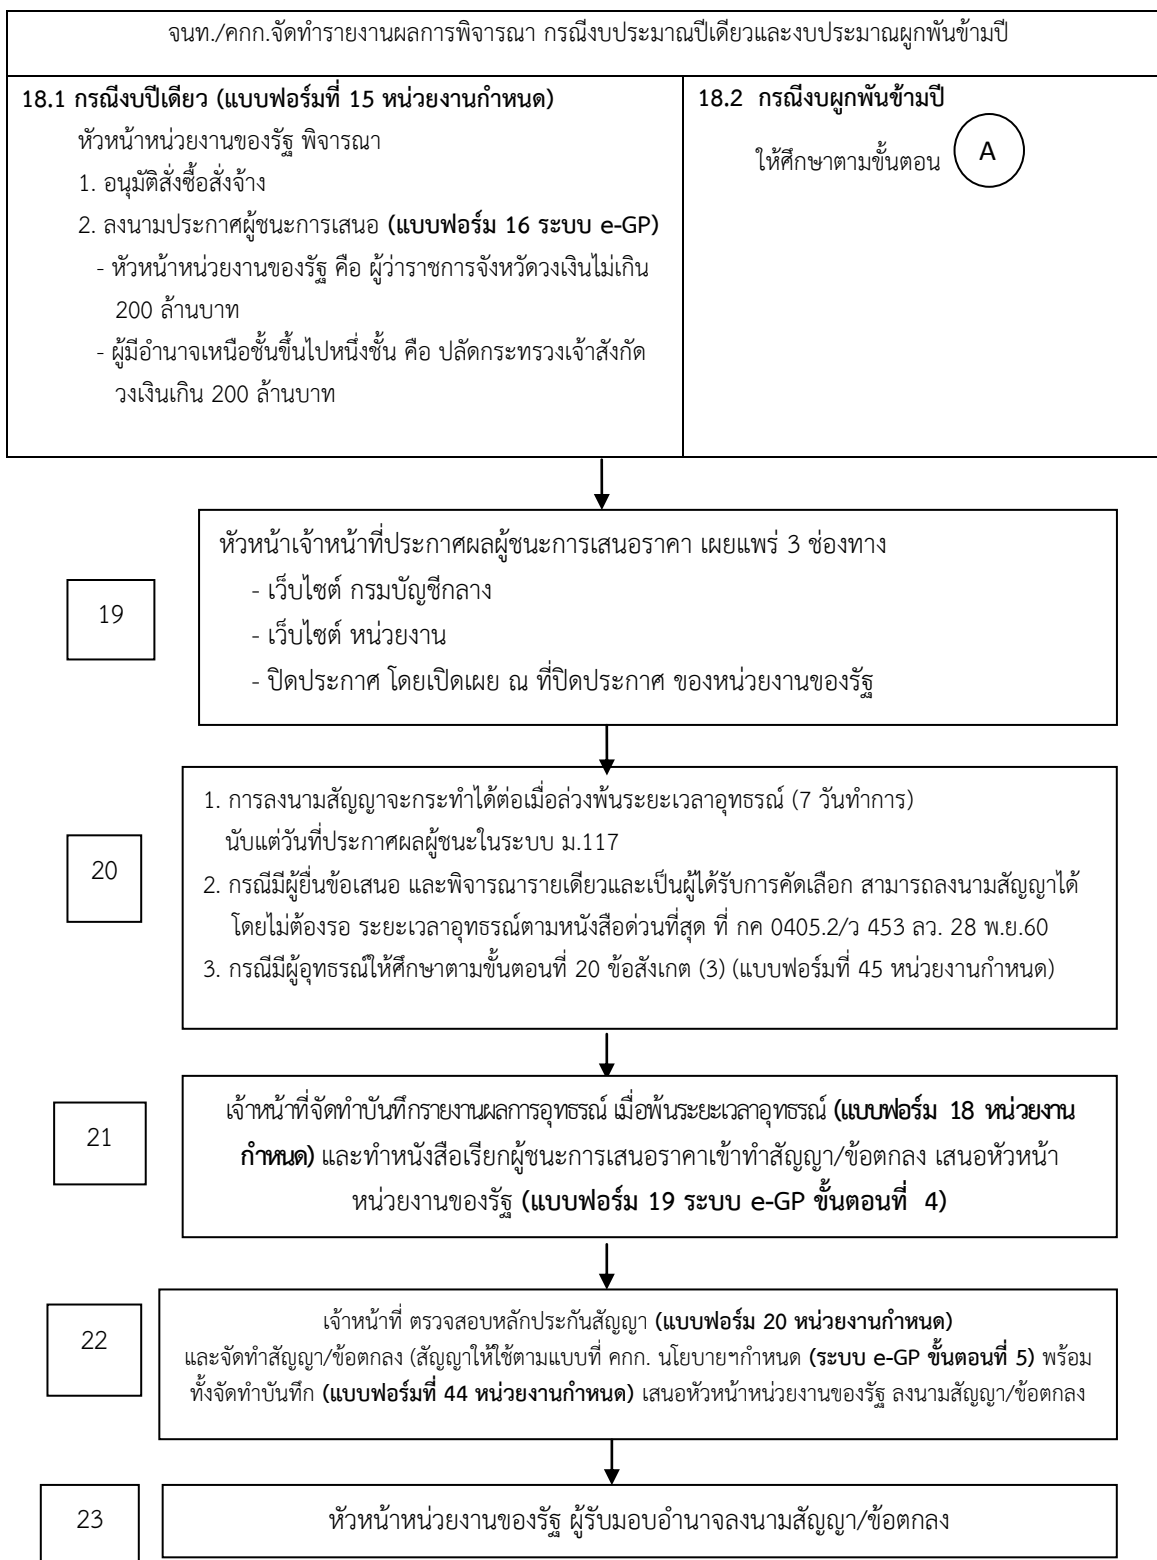 จนท./คกก.จัดทำรายงานผลการพิจารณา กรณีงบประมาณปีเดียวและงบประมาณผูกพันข้ามปี
18.1 กรณีงบปีเดียว (แบบฟอร์มที่ 15 หน่วยงานกำหนด)
หัวหน้าหน่วยงานของรัฐ พิจารณา
1. อนุมัติสั่งซื้อสั่งจ้าง
2. ลงนามประกาศผู้ชนะการเสนอ (แบบฟอร์ม 16 ระบบ e-GP)
- หัวหน้าหน่วยงานของรัฐ คือ ผู้ว่าราชการจังหวัดวงเงินไม่เกิน
200 ล้านบาท
- ผู้มีอำนาจเหนือชั้นขึ้นไปหนึ่งชั้น คือ ปลัดกระทรวงเจ้าสังกัด
วงเงินเกิน 200 ล้านบาท
18.2 กรณีงบผูกพันข้ามปี
ให้ศึกษาตามขั้นตอน A
19
หัวหน้าเจ้าหน้าที่ประกาศผลผู้ชนะการเสนอราคา เผยแพร่ 3 ช่องทาง
- เว็บไซต์ กรมบัญชีกลาง
- เว็บไซต์ หน่วยงาน
- ปิดประกาศ โดยเปิดเผย ณ ที่ปิดประกาศ ของหน่วยงานของรัฐ
20
1. การลงนามสัญญาจะกระทำได้ต่อเมื่อล่วงพ้นระยะเวลาอุทธรณ์ (7 วันทำการ)
นับแต่วันที่ประกาศผลผู้ชนะในระบบ ม.117
2. กรณีมีผู้ยื่นข้อเสนอ และพิจารณารายเดียวและเป็นผู้ได้รับการคัดเลือก สามารถลงนามสัญญาได้
โดยไม่ต้องรอ ระยะเวลาอุทธรณ์ตามหนังสือด่วนที่สุด ที่ กค 0405.2/ว 453 ลว. 28 พ.ย.60
3. กรณีมีผู้อุทธรณ์ให้ศึกษาตามขั้นตอนที่ 20 ข้อสังเกต (3) (แบบฟอร์มที่ 45 หน่วยงานกำหนด)
21
เจ้าหน้าที่จัดทำบันทึกรายงานผลการอุทธรณ์ เมื่อพ้นระยะเวลาอุทธรณ์ (แบบฟอร์ม 18 หน่วยงาน
กำหนด) และทำหนังสือเรียกผู้ชนะการเสนอราคาเข้าทำสัญญา/ข้อตกลง เสนอหัวหน้า
หน่วยงานของรัฐ (แบบฟอร์ม 19 ระบบ e-GP ขั้นตอนที่ 4)
22
เจ้าหน้าที่ ตรวจสอบหลักประกันสัญญา (แบบฟอร์ม 20 หน่วยงานกำหนด)
และจัดทำสัญญา/ข้อตกลง (สัญญาให้ใช้ตามแบบที่ คกก. นโยบายฯกำหนด (ระบบ e-GP ขั้นตอนที่ 5) พร้อม
ทั้งจัดทำบันทึก (แบบฟอร์มที่ 44 หน่วยงานกำหนด) เสนอหัวหน้าหน่วยงานของรัฐ ลงนามสัญญา/ข้อตกลง
23
หัวหน้าหน่วยงานของรัฐ ผู้รับมอบอำนาจลงนามสัญญา/ข้อตกลง